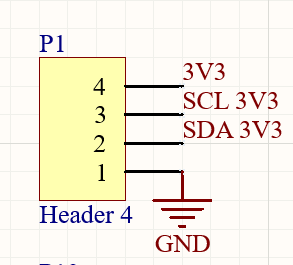 P1
4 3V3
3 SCL 3V3
2 SDA 3V3
1
Header 4
GND